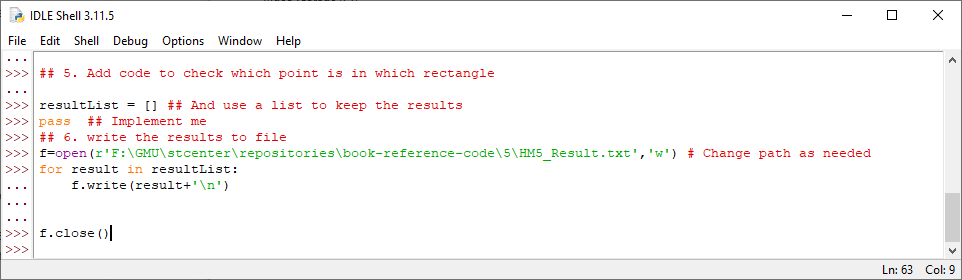 IDLE Shell 3.11.5
File Edit Shell Debug Options Window Help
...
>>> ## 5. Add code to check which point is in which rectangle
...
>>> resultList = [] ## And use a list to keep the results
>>> pass  ## Implement me
>>> ## 6. write the results to file
>>> f=open(r'F:\GMU\stcenter\repositories\book-reference-code\5\HM5_Result.txt','w') # Change path as needed
>>> for result in resultList:
...     f.write(result+'\n')
...
...
>>> f.close()
>>>
Ln: 63 Col: 9